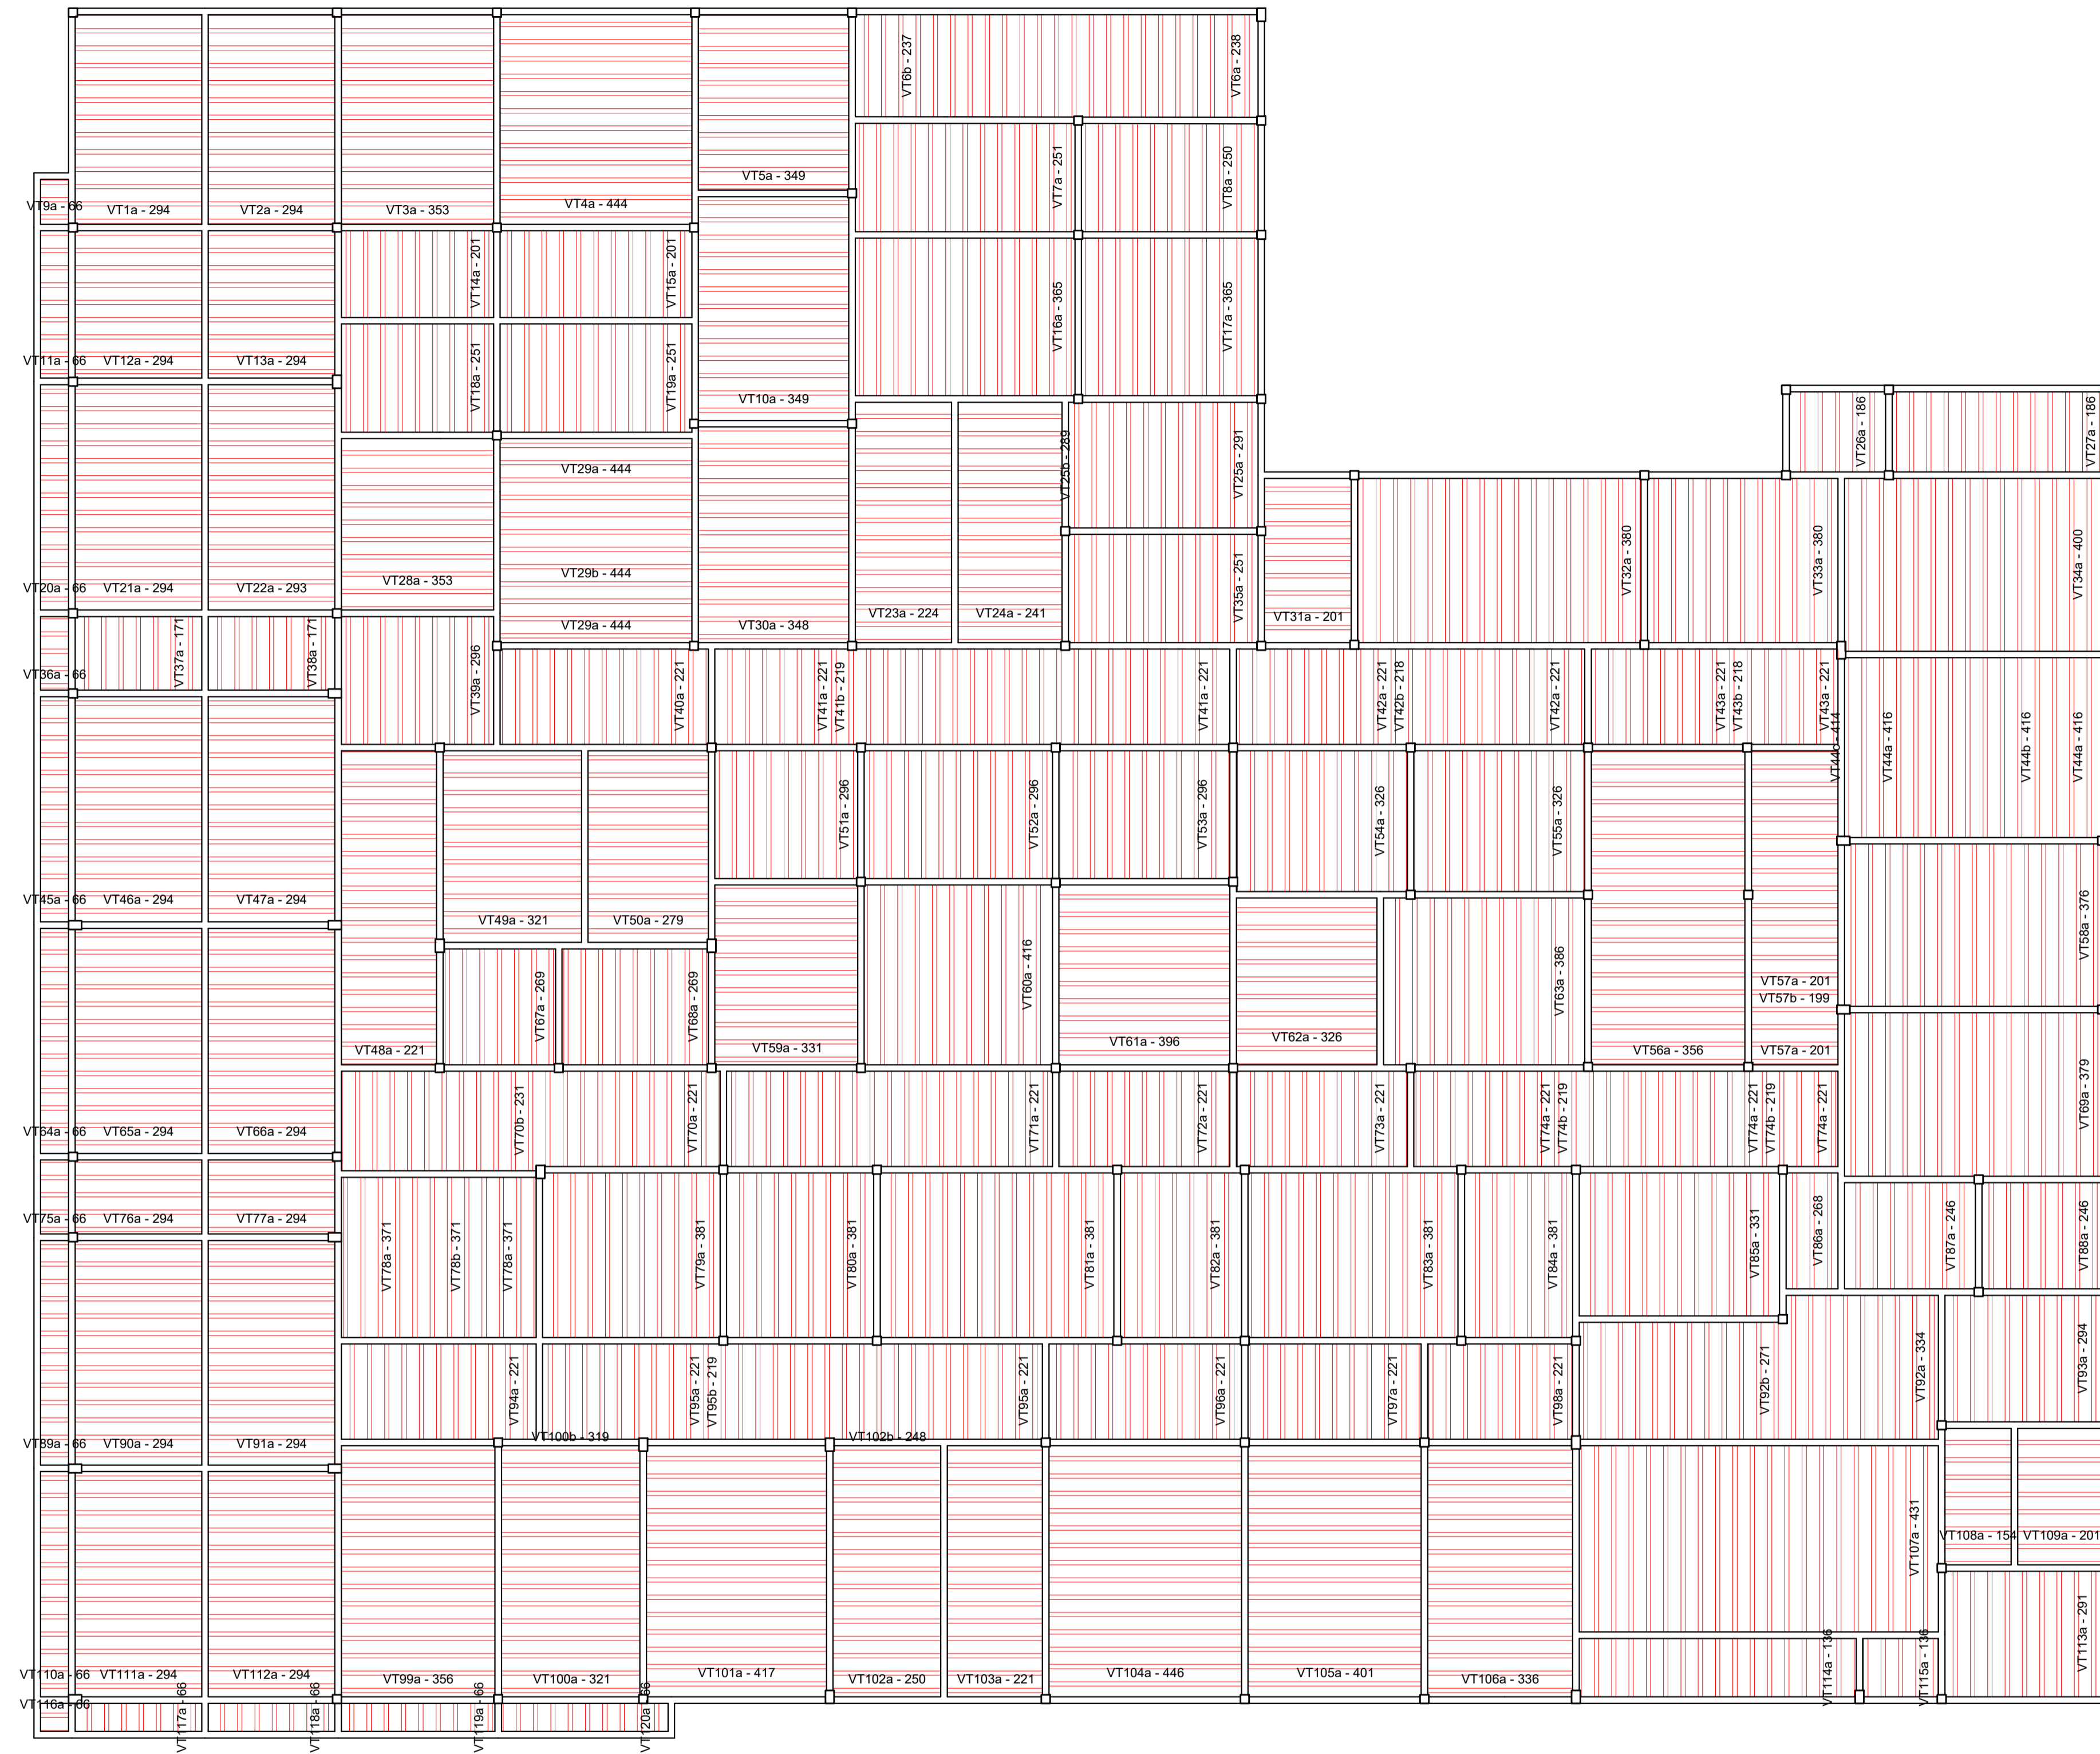 VT6b - 237
VT6a - 238
VT7a - 251
VT8a - 250
VT5a - 349
VT9a - 66
VT1a - 294
VT2a - 294
VT3a - 353
VT4a - 444
VT14a - 201
VT15a - 201
VT16a - 365
VT17a - 365
VT11a - 66
VT12a - 294
VT13a - 294
VT18a - 251
VT19a - 251
VT10a - 349
VT26a - 186
VT27a - 186
VT29a - 444
VT25b - 289
VT25a - 291
VT20a - 66
VT21a - 294
VT22a - 293
VT28a - 353
VT29b - 444
VT29a - 444
VT30a - 348
VT23a - 224
VT24a - 241
VT35a - 251
VT31a - 201
VT32a - 380
VT33a - 380
VT34a - 400
VT36a - 66
VT37a - 171
VT38a - 171
VT39a - 296
VT40a - 221
VT41a - 221
VT41b - 219
VT41a - 221
VT42a - 221
VT42b - 218
VT42a - 221
VT43a - 221
VT43b - 218
VT43a - 221
VT44c - 414
VT44a - 416
VT44b - 416
VT44a - 416
VT45a - 66
VT46a - 294
VT47a - 294
VT49a - 321
VT50a - 279
VT51a - 296
VT52a - 296
VT53a - 296
VT54a - 326
VT55a - 326
VT58a - 376
VT48a - 221
VT67a - 269
VT68a - 269
VT59a - 331
VT60a - 416
VT61a - 396
VT62a - 326
VT63a - 386
VT56a - 356
VT57a - 201
VT57b - 199
VT57a - 201
VT69a - 379
VT64a - 66
VT65a - 294
VT66a - 294
VT70b - 231
VT70a - 221
VT71a - 221
VT72a - 221
VT73a - 221
VT74a - 221
VT74b - 219
VT74a - 221
VT74b - 219
VT74a - 221
VT75a - 66
VT76a - 294
VT77a - 294
VT78a - 371
VT78b - 371
VT78a - 371
VT79a - 381
VT80a - 381
VT81a - 381
VT82a - 381
VT83a - 381
VT84a - 381
VT85a - 331
VT86a - 268
VT87a - 246
VT88a - 246
VT89a - 66
VT90a - 294
VT91a - 294
VT94a - 221
VT95a - 221
VT95b - 219
VT95a - 221
VT96a - 221
VT97a - 221
VT98a - 221
VT92b - 271
VT92a - 334
VT93a - 294
VT100b - 319
VT102b - 248
VT107a - 431
VT108a - 154
VT109a - 201
VT110a - 66
VT111a - 294
VT112a - 294
VT99a - 356
VT100a - 321
VT101a - 417
VT102a - 250
VT103a - 221
VT104a - 446
VT105a - 401
VT106a - 336
VT114a - 136
VT115a - 136
VT113a - 291
VT116a - 66
VT117a - 66
VT118a - 66
VT119a - 66
VT120a - 66